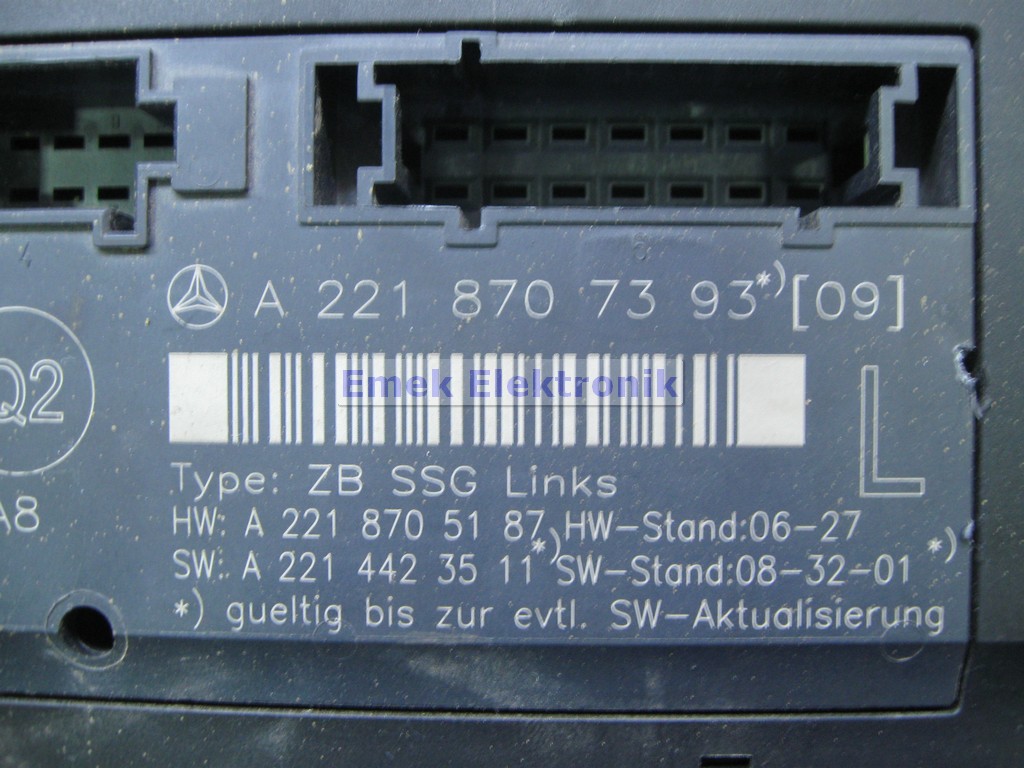 4
6
A 221 870 73 93*) [09]
Emek Elektronik
Q2
L
Type: ZB SSG Links
A8
HW: A 221 870 51 87 HW-Stand:06-27
SW: A 221 442 35 11*) SW-Stand:08-32-01 *)
*) gueltig bis zur evtl. SW-Aktualisierung